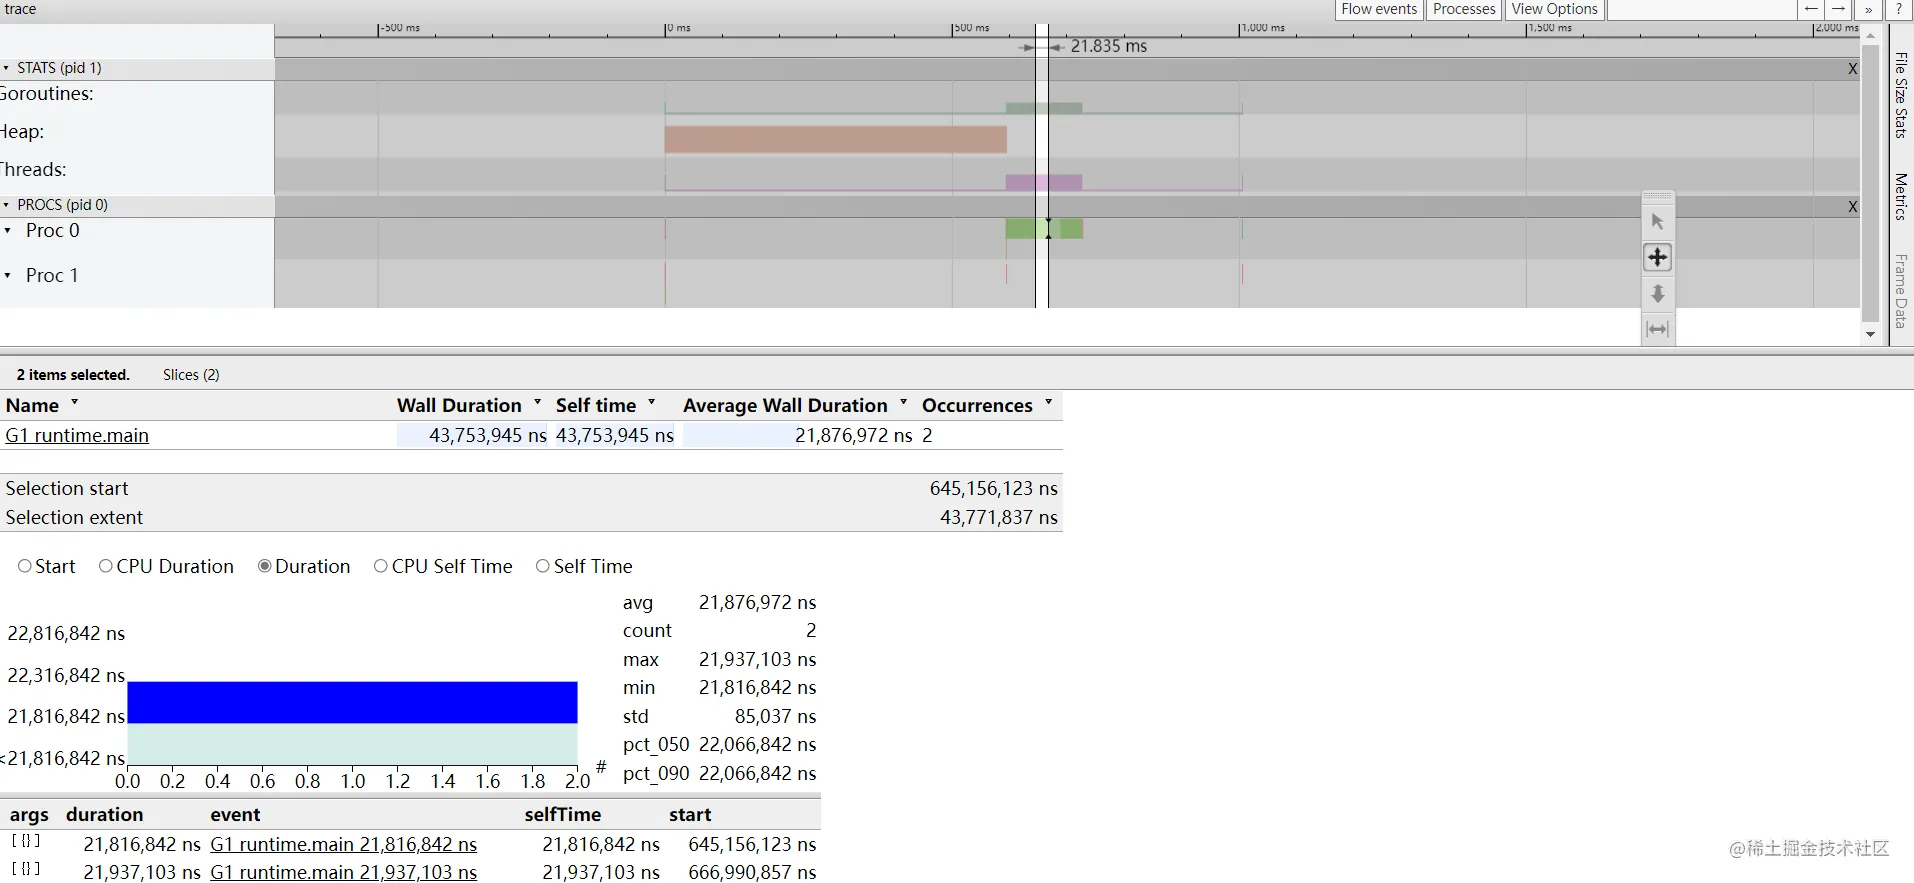 trace
Flow events Processes View Options ← → » ?
-500 ms 0 ms 500 ms 1,000 ms 1,500 ms 2,000 ms
21.835 ms
STATS (pid 1) X
Goroutines:
Heap:
Threads:
PROCS (pid 0) X
Proc 0
Proc 1
File Size Stats
Metrics
Frame Data
2 items selected. Slices (2)
Name Wall Duration Self time Average Wall Duration Occurrences
G1 runtime.main 43,753,945 ns 43,753,945 ns 21,876,972 ns 2
Selection start 645,156,123 ns
Selection extent 43,771,837 ns
Start CPU Duration Duration CPU Self Time Self Time
22,816,842 ns
22,316,842 ns
21,816,842 ns
<21,816,842 ns
0.0 0.2 0.4 0.6 0.8 1.0 1.2 1.4 1.6 1.8 2.0 #
avg 21,876,972 ns
count 2
max 21,937,103 ns
min 21,816,842 ns
std 85,037 ns
pct_050 22,066,842 ns
pct_090 22,066,842 ns
args duration event selfTime start
[{}] 21,816,842 ns G1 runtime.main 21,816,842 ns 21,816,842 ns 645,156,123 ns
[{}] 21,937,103 ns G1 runtime.main 21,937,103 ns 21,937,103 ns 666,990,857 ns
@稀土掘金技术社区